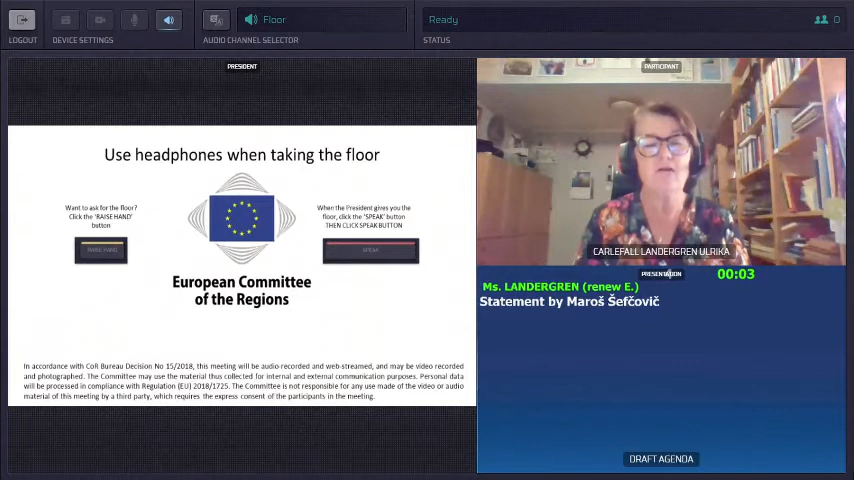 Floor
Ready
0
LOGOUT
DEVICE SETTINGS
AUDIO CHANNEL SELECTOR
STATUS
PRESIDENT
Use headphones when taking the floor
Want to ask for the floor?
Click the 'RAISE HAND'
button
RAISE HAND
When the President gives you the
floor, click the 'SPEAK' button
THEN CLICK SPEAK BUTTON
SPEAK
European Committee
of the Regions
In accordance with CoR Bureau Decision No 15/2018, this meeting will be audio-recorded and web-streamed, and may be video recorded
and photographed. The Committee may use the material thus collected for internal and external communication purposes. Personal data
will be processed in compliance with Regulation (EU) 2018/1725. The Committee is not responsible for any use made of the video or audio
material of this meeting by a third party, which requires the express consent of the participants in the meeting.
PARTICIPANT
CARLEFALL LANDERGREN ULRIKA
PRESENTATION
00:03
Ms. LANDERGREN (renew E.)
Statement by Maroš Šefčovič
DRAFT AGENDA